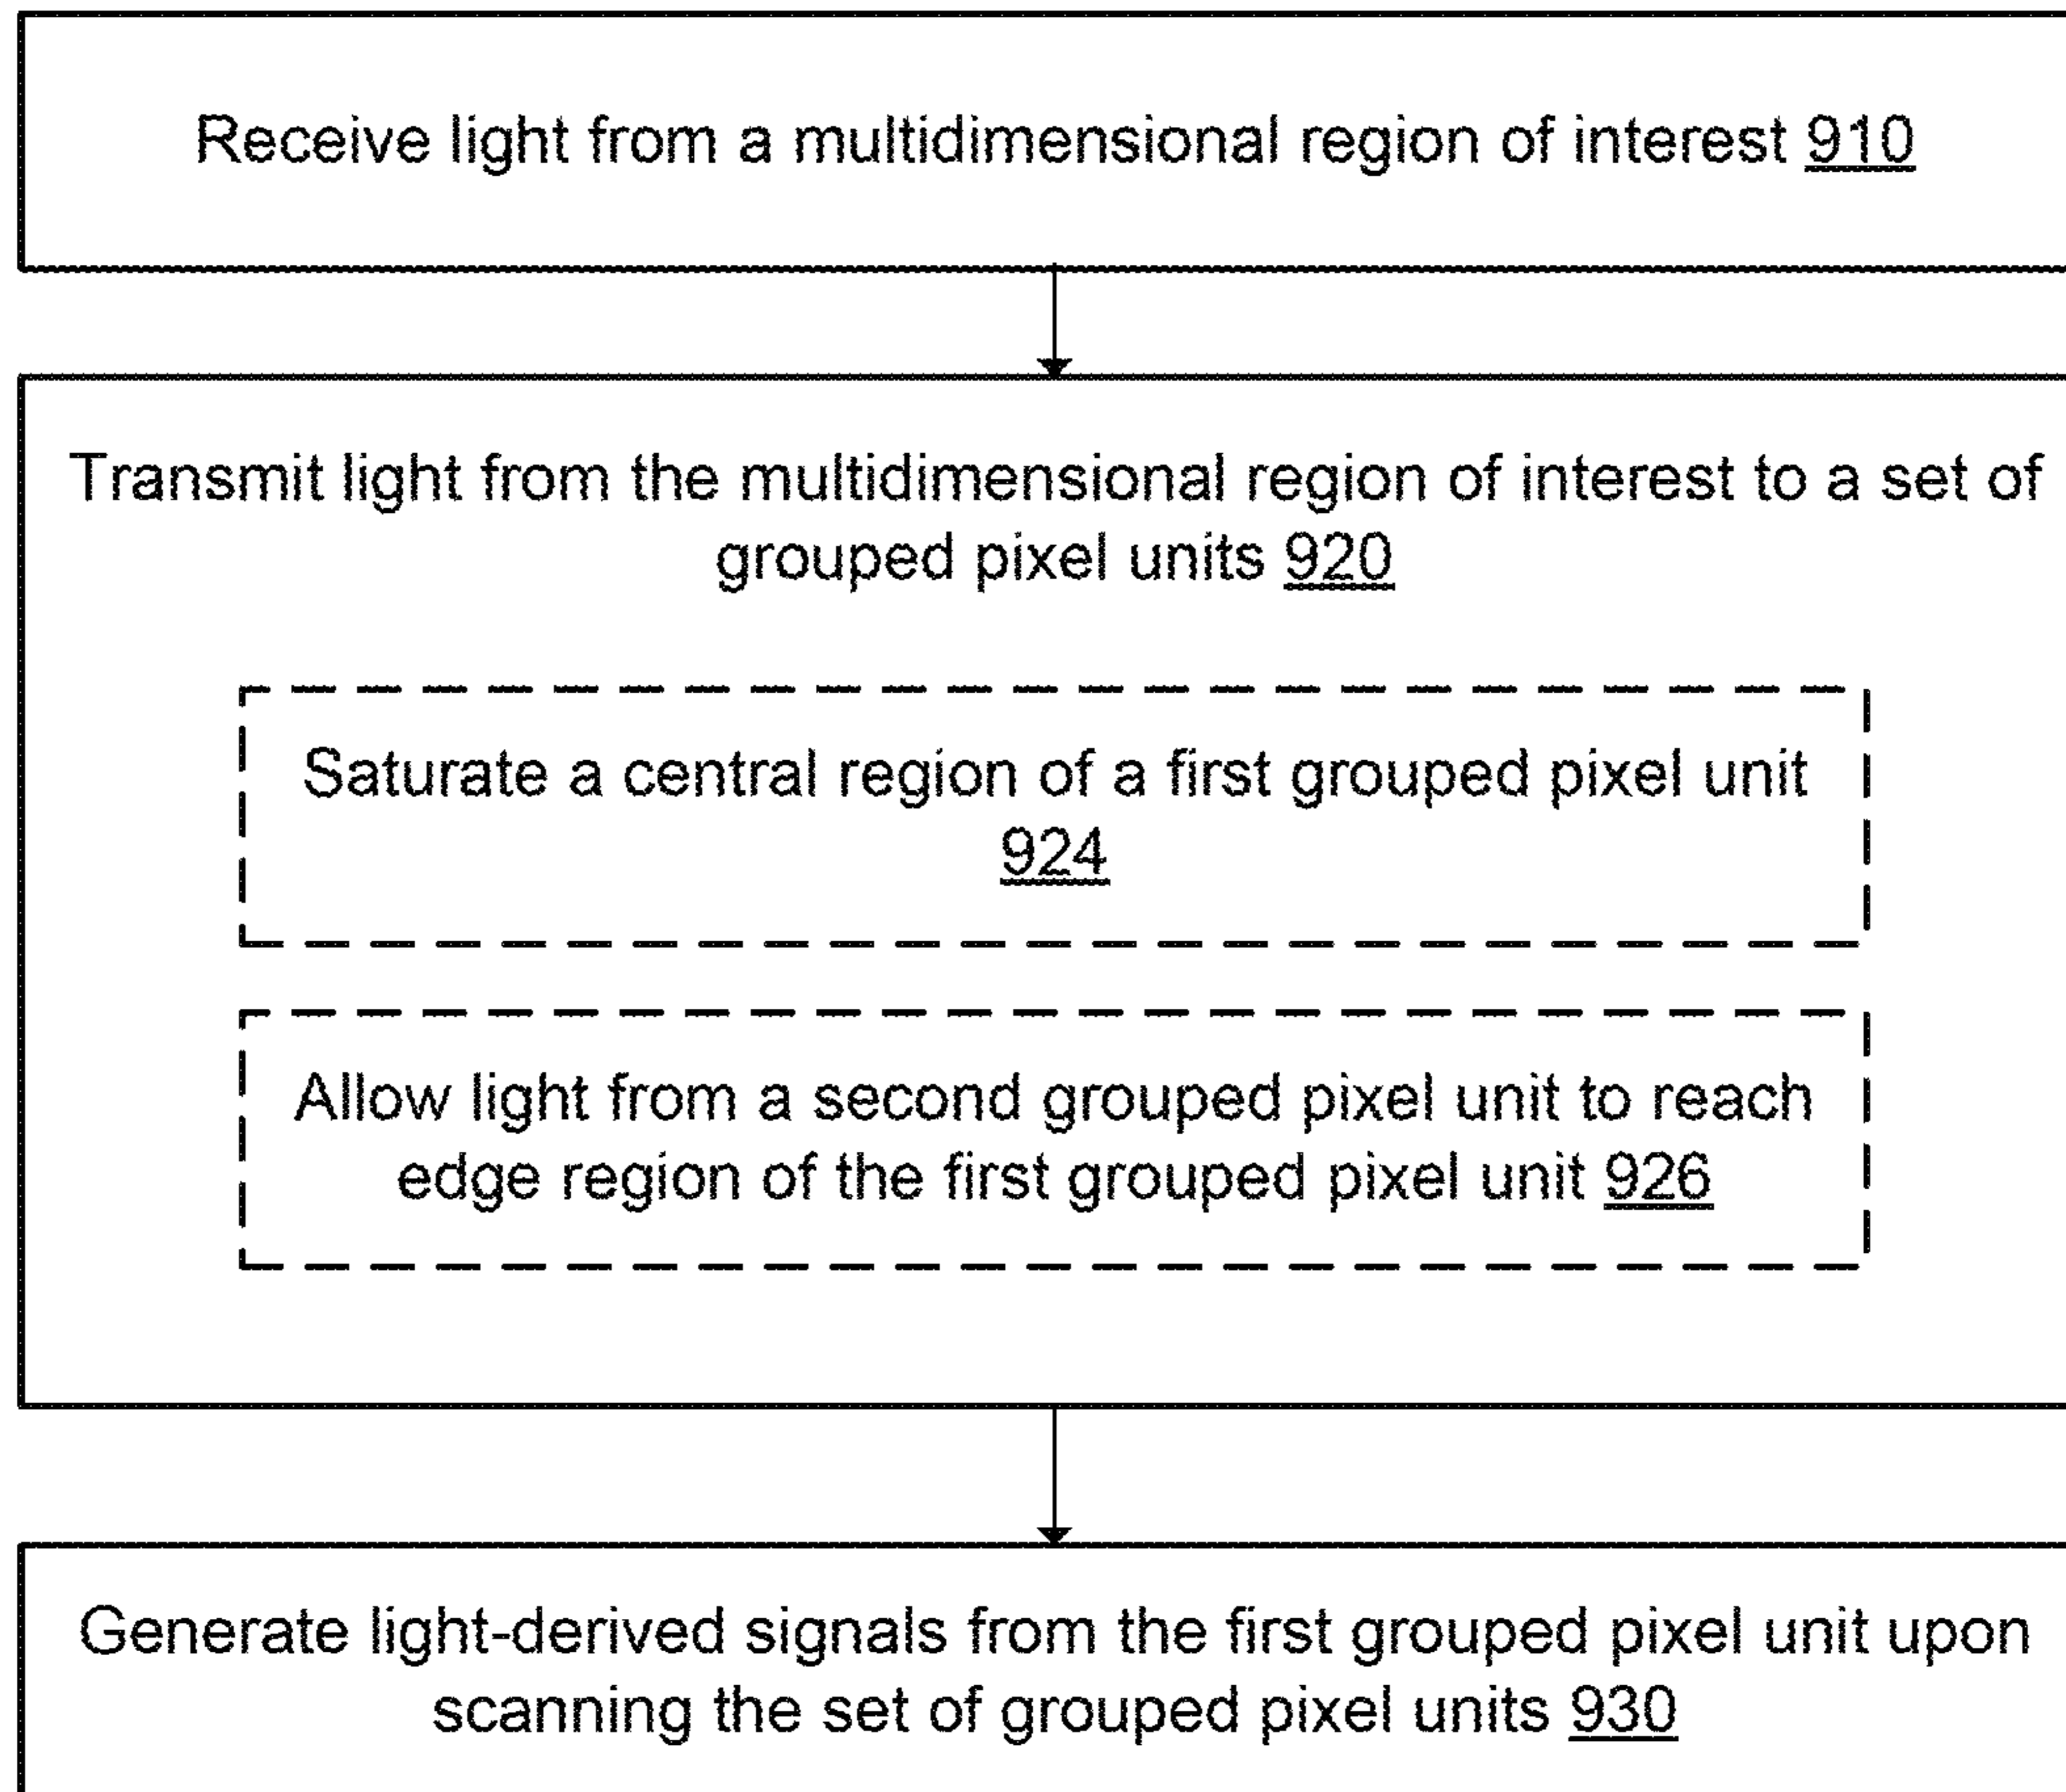 Receive light from a multidimensional region of interest 910
Transmit light from the multidimensional region of interest to a set of
grouped pixel units 920
Saturate a central region of a first grouped pixel unit
924
Allow light from a second grouped pixel unit to reach
edge region of the first grouped pixel unit 926
Generate light-derived signals from the first grouped pixel unit upon
scanning the set of grouped pixel units 930